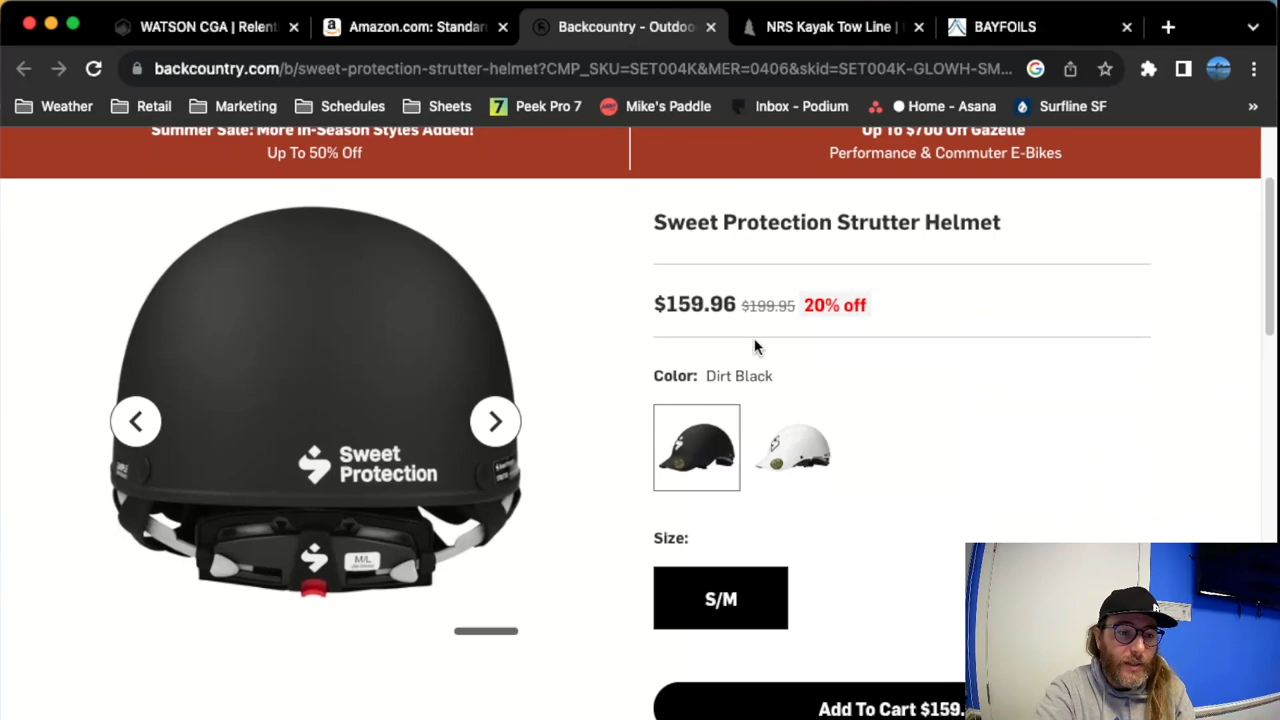 WATSON CGA | Relent
Amazon.com: Standar
Backcountry - Outdoo
NRS Kayak Tow Line |
BAYFOILS
backcountry.com/b/sweet-protection-strutter-helmet?CMP_SKU=SET004K&MER=0406&skid=SET004K-GLOWH-SM...
Weather
Retail
Marketing
Schedules
Sheets
7 Peek Pro 7
Mike's Paddle
Inbox - Podium
Home - Asana
Surfline SF
»
Summer Sale: More In-Season Styles Added!
Up To 50% Off
Up To $700 Off Gazelle
Performance & Commuter E-Bikes
Sweet Protection Strutter Helmet
$159.96 $199.95 20% off
Color: Dirt Black
Sweet
Protection
M/L
Size:
S/M
Add To Cart $159.